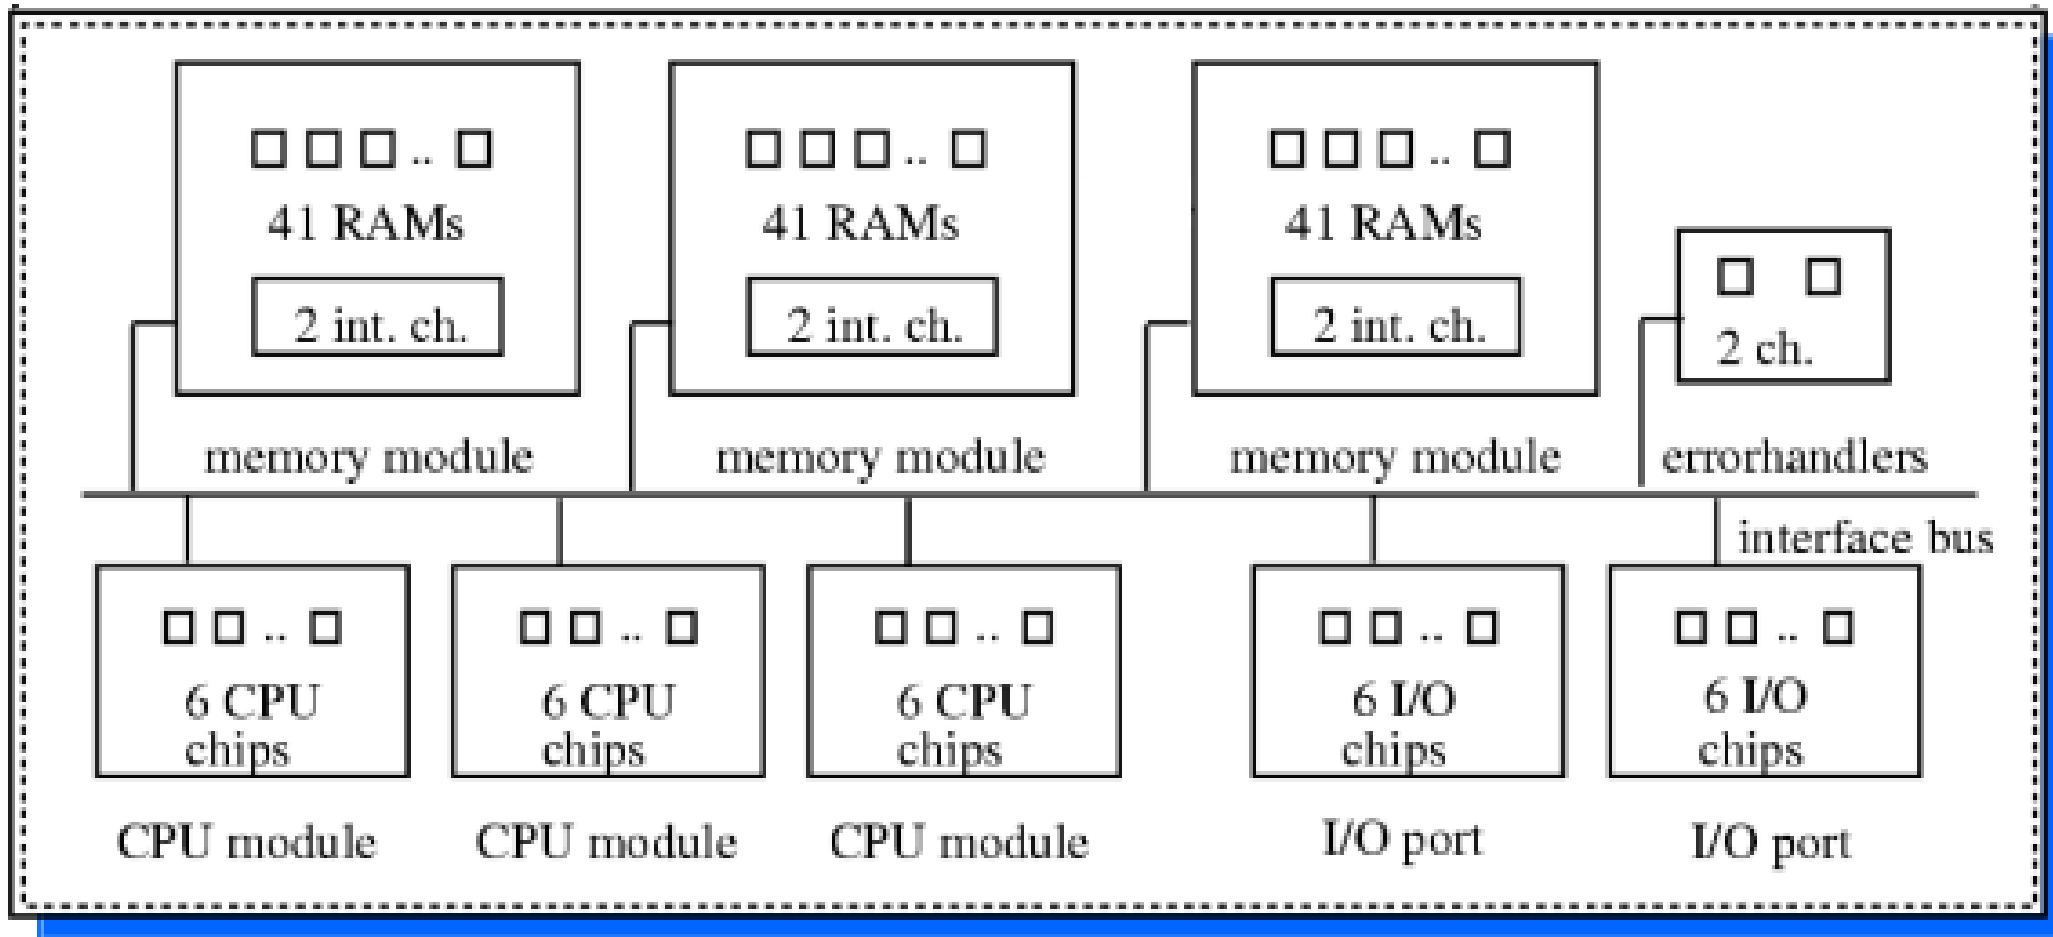 41 RAMs
2 int. ch.
memory module
41 RAMs
2 int. ch.
memory module
41 RAMs
2 int. ch.
memory module
2 ch.
errorhandlers
interface bus
6 CPU
chips
CPU module
6 CPU
chips
CPU module
6 CPU
chips
CPU module
6 I/O
chips
I/O port
6 I/O
chips
I/O port